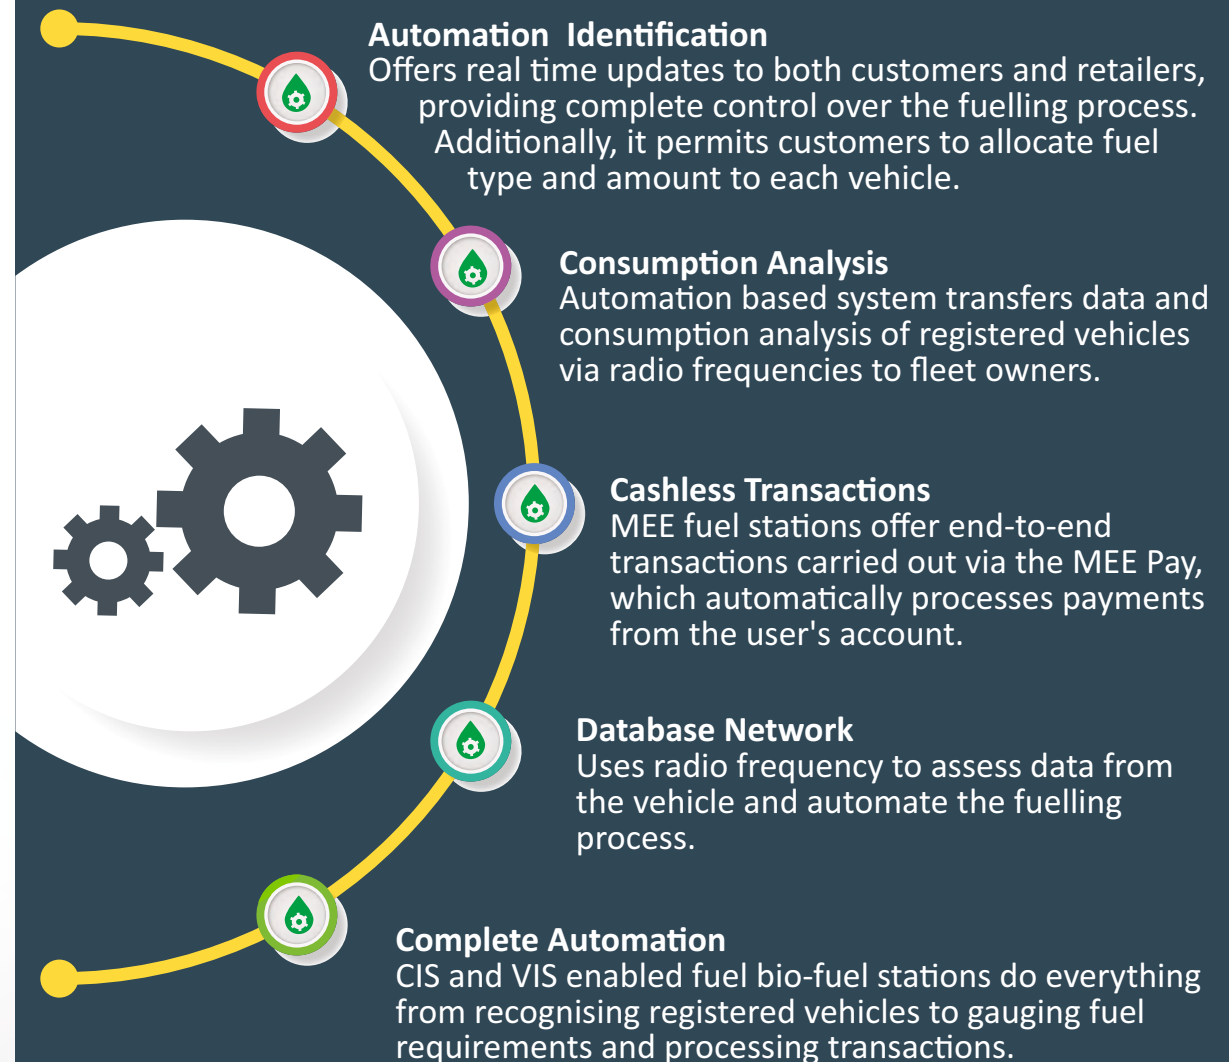 Automation Identification
Offers real time updates to both customers and retailers,
providing complete control over the fuelling process.
Additionally, it permits customers to allocate fuel
type and amount to each vehicle.
Consumption Analysis
Automation based system transfers data and
consumption analysis of registered vehicles
via radio frequencies to fleet owners.
Cashless Transactions
MEE fuel stations offer end-to-end
transactions carried out via the MEE Pay,
which automatically processes payments
from the user's account.
Database Network
Uses radio frequency to assess data from
the vehicle and automate the fuelling
process.
Complete Automation
CIS and VIS enabled fuel bio-fuel stations do everything
from recognising registered vehicles to gauging fuel
requirements and processing transactions.